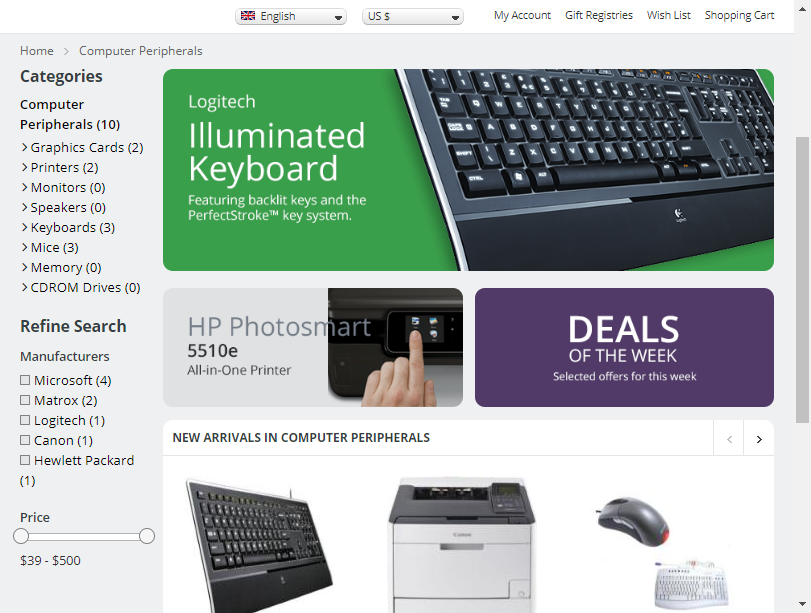 English
US $
My Account
Gift Registries
Wish List
Shopping Cart
Home > Computer Peripherals
Categories
Computer
Peripherals (10)
> Graphics Cards (2)
> Printers (2)
> Monitors (0)
> Speakers (0)
> Keyboards (3)
> Mice (3)
> Memory (0)
> CDROM Drives (0)
Refine Search
Manufacturers
Microsoft (4)
Matrox (2)
Logitech (1)
Canon (1)
Hewlett Packard
(1)
Price
$39 - $500
Logitech
Illuminated
Keyboard
Featuring backlit keys and the
PerfectStroke™ key system.
HP Photosmart
5510e
All-in-One Printer
DEALS
OF THE WEEK
Selected offers for this week
NEW ARRIVALS IN COMPUTER PERIPHERALS
Canon